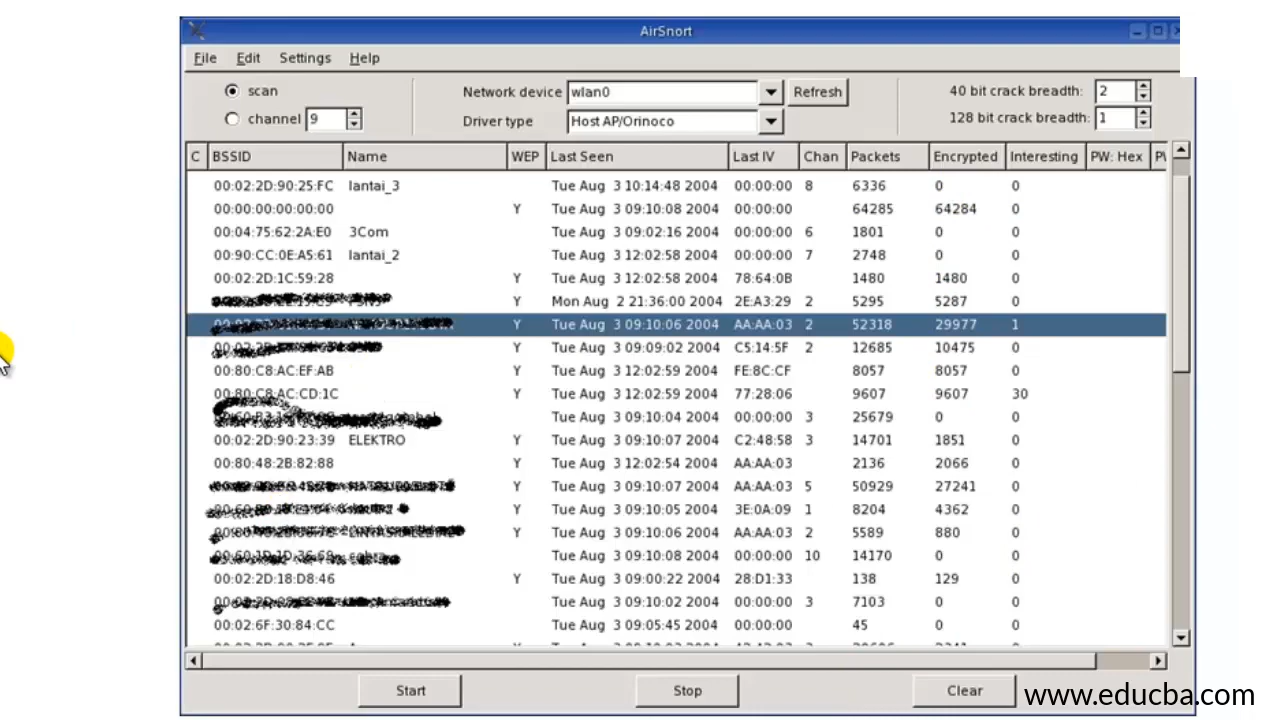 AirSnort
File Edit Settings Help
scan Network device wlan0 Refresh 40 bit crack breadth: 2
channel 9 Driver type Host AP/Orinoco 128 bit crack breadth: 1
C BSSID Name WEP Last Seen Last IV Chan Packets Encrypted Interesting PW: Hex
00:02:2D:90:25:FC lantai_3 Tue Aug 3 10:14:48 2004 00:00:00 8 6336 0 0
00:00:00:00:00:00 Y Tue Aug 3 09:10:08 2004 00:00:00 64285 64284 0
00:04:75:62:2A:E0 3Com Tue Aug 3 09:02:16 2004 00:00:00 6 1801 0 0
00:90:CC:0E:A5:61 lantai_2 Tue Aug 3 12:02:58 2004 00:00:00 7 2748 0 0
00:02:2D:1C:59:28 Y Tue Aug 3 12:02:58 2004 78:64:0B 1480 1480 0
Y Mon Aug 2 21:36:00 2004 2E:A3:29 2 5295 5287 0
Y Tue Aug 3 09:10:06 2004 AA:AA:03 2 52318 29977 1
Y Tue Aug 3 09:09:02 2004 C5:14:5F 2 12685 10475 0
00:80:C8:AC:EF:AB Y Tue Aug 3 12:02:59 2004 FE:8C:CF 8057 8057 0
00:80:C8:AC:CD:1C Y Tue Aug 3 12:02:59 2004 77:28:06 9607 9607 30
Tue Aug 3 09:10:04 2004 00:00:00 3 25679 0 0
00:02:2D:90:23:39 ELEKTRO Y Tue Aug 3 09:10:07 2004 C2:48:58 3 14701 1851 0
00:80:48:2B:82:88 Y Tue Aug 3 12:02:54 2004 AA:AA:03 2136 2066 0
Y Tue Aug 3 09:10:07 2004 AA:AA:03 5 50929 27241 0
Y Tue Aug 3 09:10:05 2004 3E:0A:09 1 8204 4362 0
Y Tue Aug 3 09:10:06 2004 AA:AA:03 2 5589 880 0
Tue Aug 3 09:10:08 2004 00:00:00 10 14170 0 0
00:02:2D:18:D8:46 Y Tue Aug 3 09:00:22 2004 28:D1:33 138 129 0
Tue Aug 3 09:10:02 2004 00:00:00 3 7103 0 0
00:02:6F:30:84:CC Tue Aug 3 09:05:45 2004 00:00:00 45 0 0
Start Stop Clear
www.educba.com